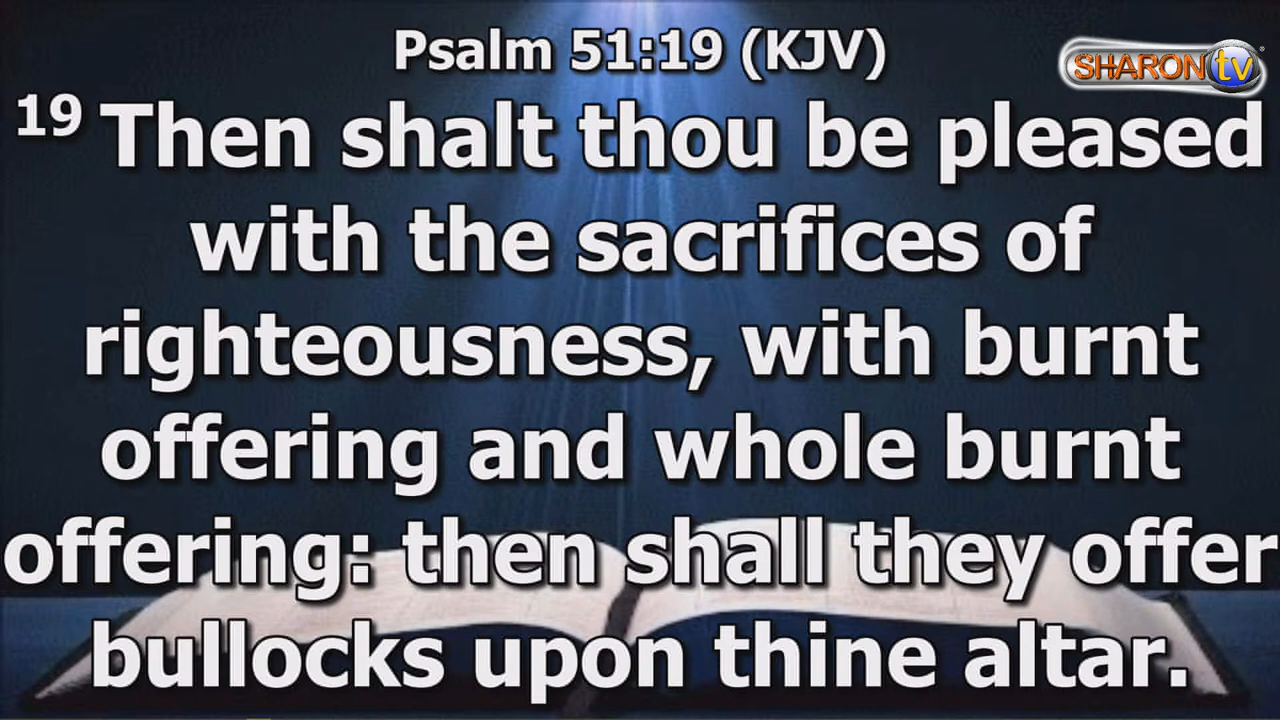 Psalm 51:19 (KJV)
SHARON tv
19 Then shalt thou be pleased
with the sacrifices of
righteousness, with burnt
offering and whole burnt
offering: then shall they offer
bullocks upon thine altar.